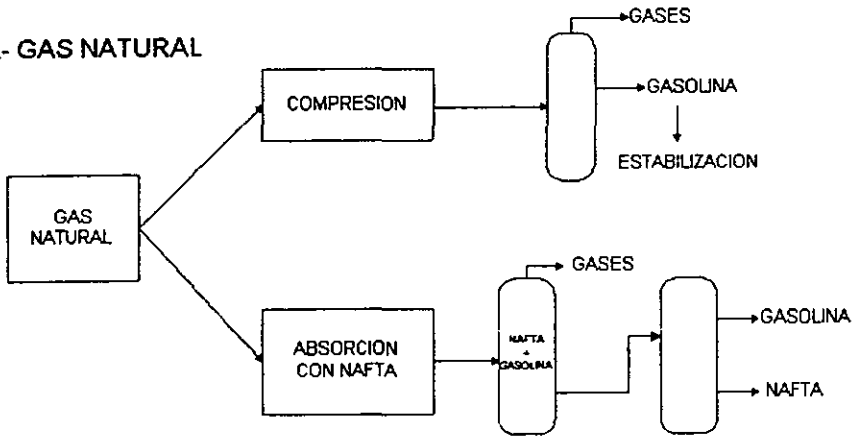 - GAS NATURAL
GASES
COMPRESION
GASOLINA
ESTABILIZACION
GAS
NATURAL
GASES
ABSORCION
CON NAFTA
NAFTA
+
GASOLINA
GASOLINA
NAFTA